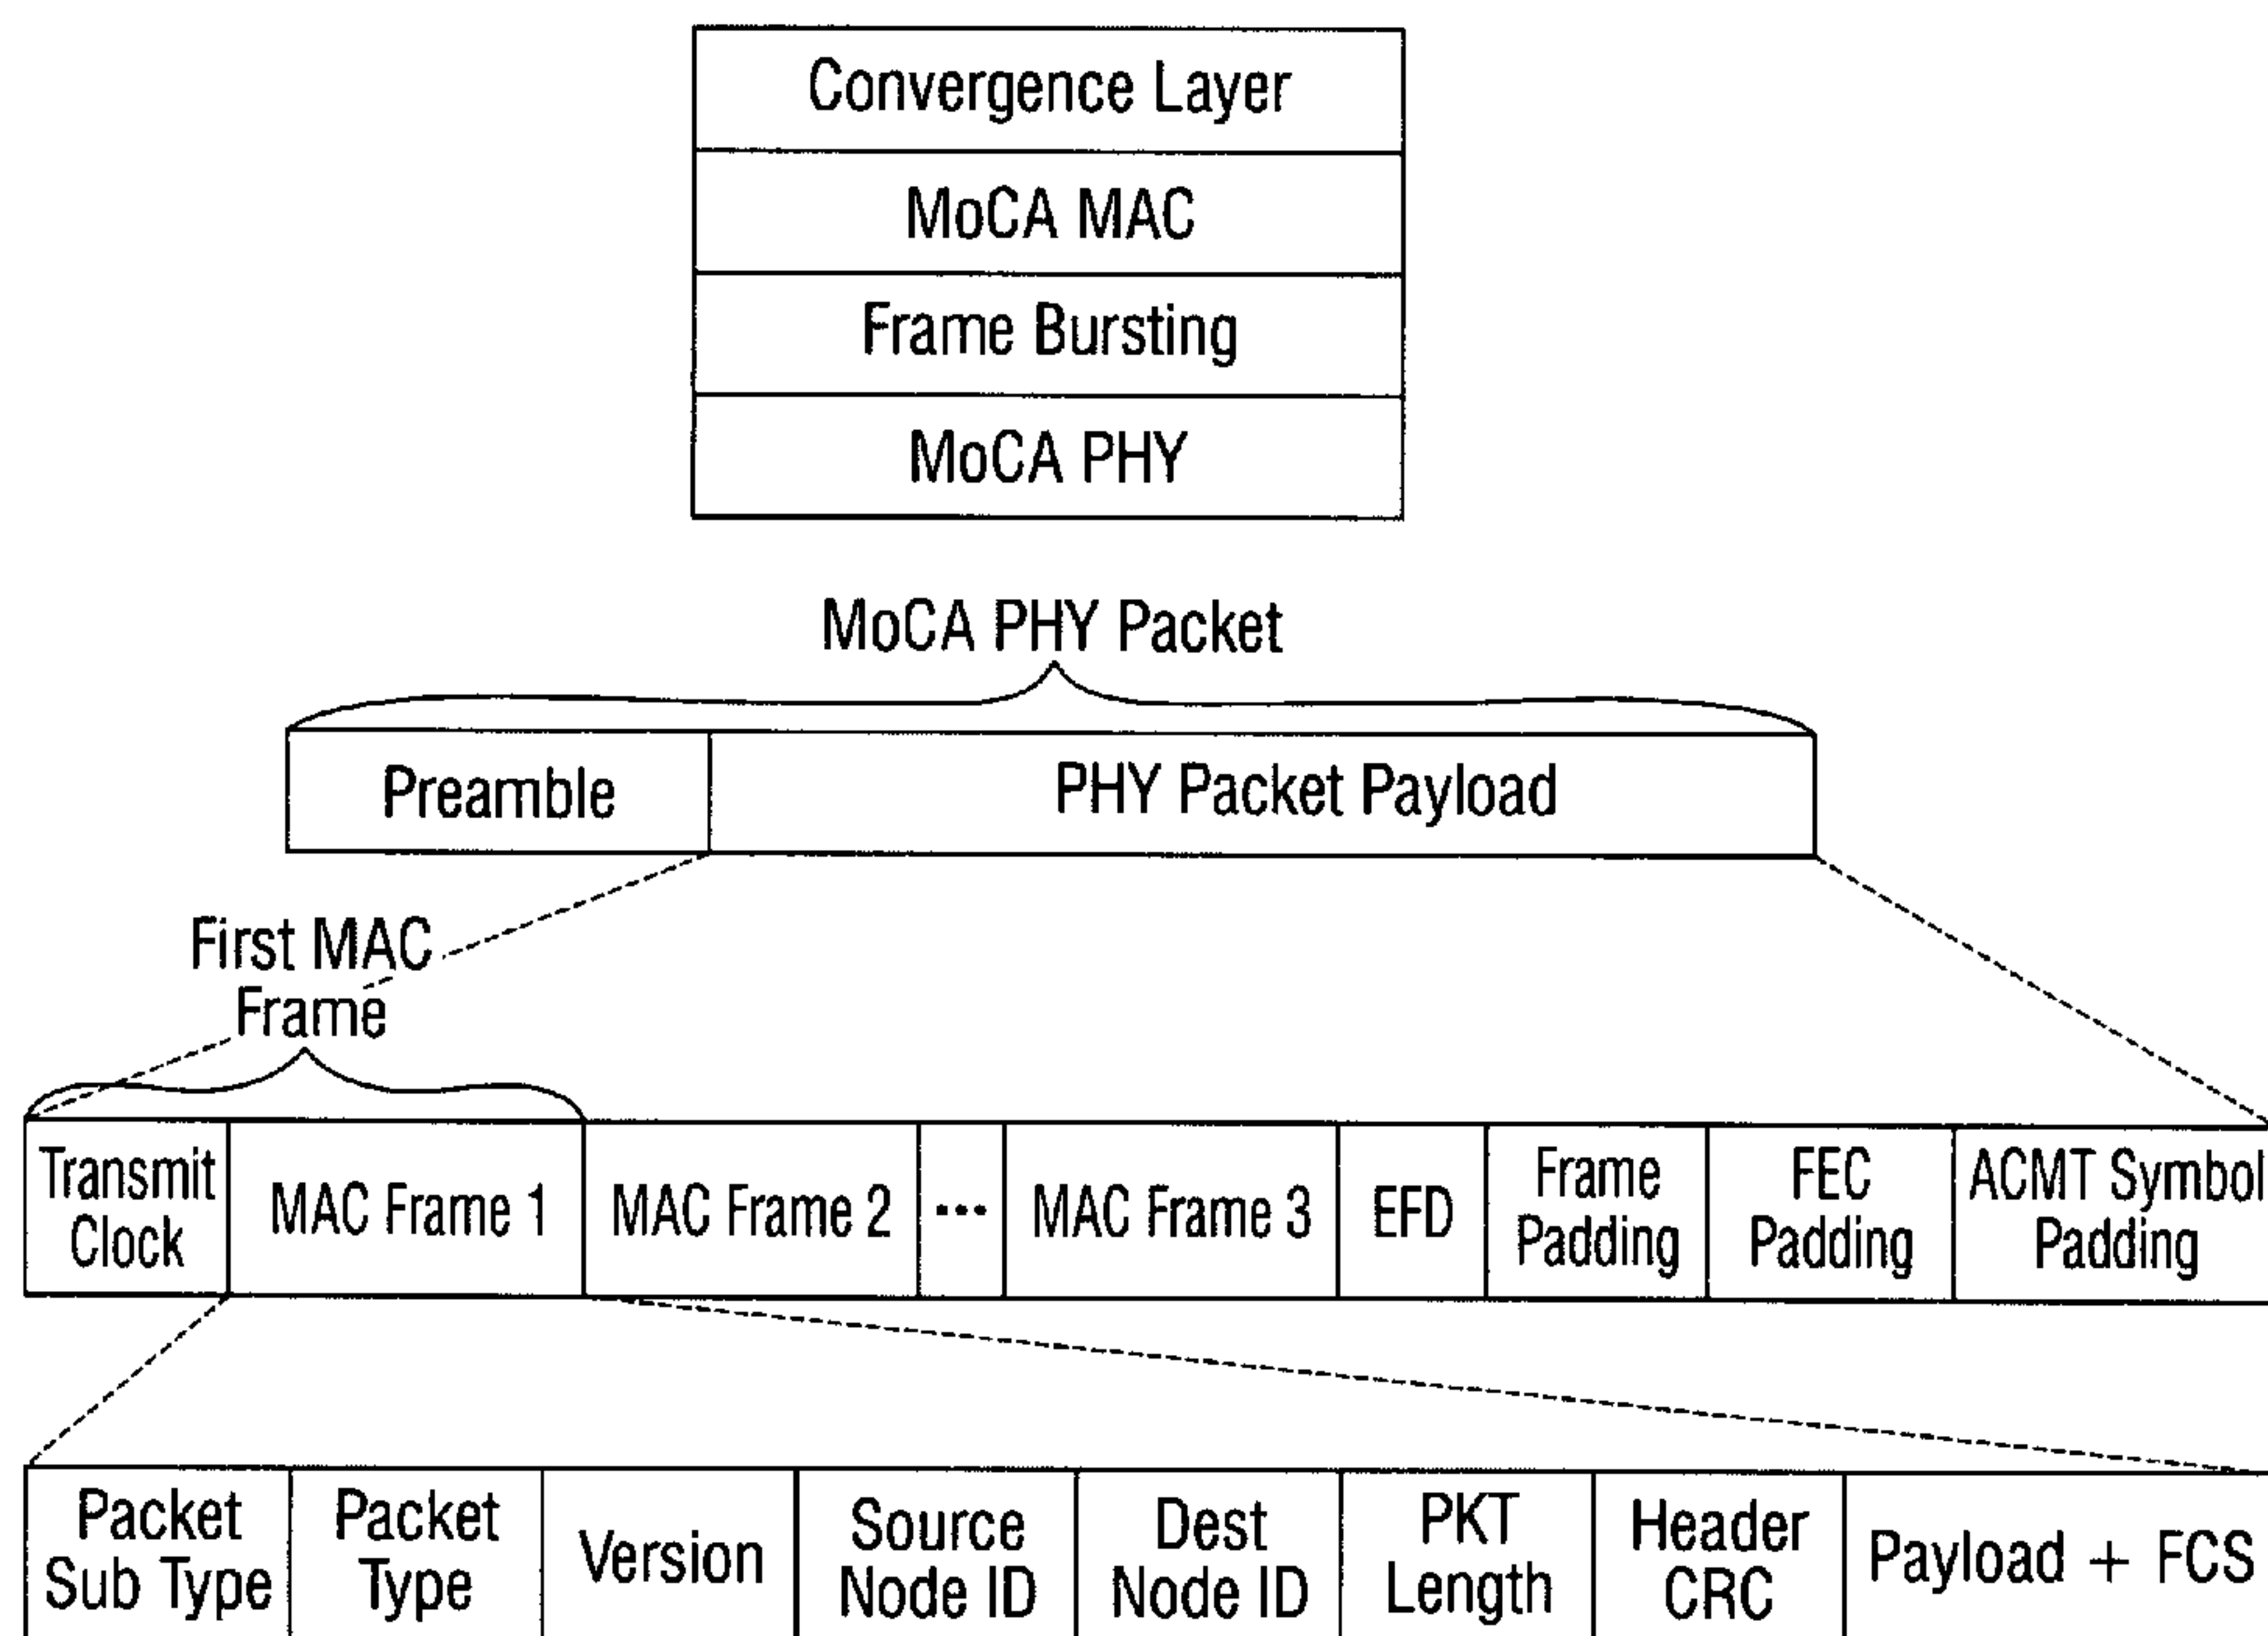 Convergence Layer
MoCA MAC
Frame Bursting
MoCA PHY
MoCA PHY Packet
Preamble
PHY Packet Payload
First MAC
Frame
Transmit
Clock
MAC Frame 1
MAC Frame 2
•••
MAC Frame 3
EFD
Frame
Padding
FEC
Padding
ACMT Symbol
Padding
Packet
Sub Type
Packet
Type
Version
Source
Node ID
Dest
Node ID
PKT
Length
Header
CRC
Payload + FCS